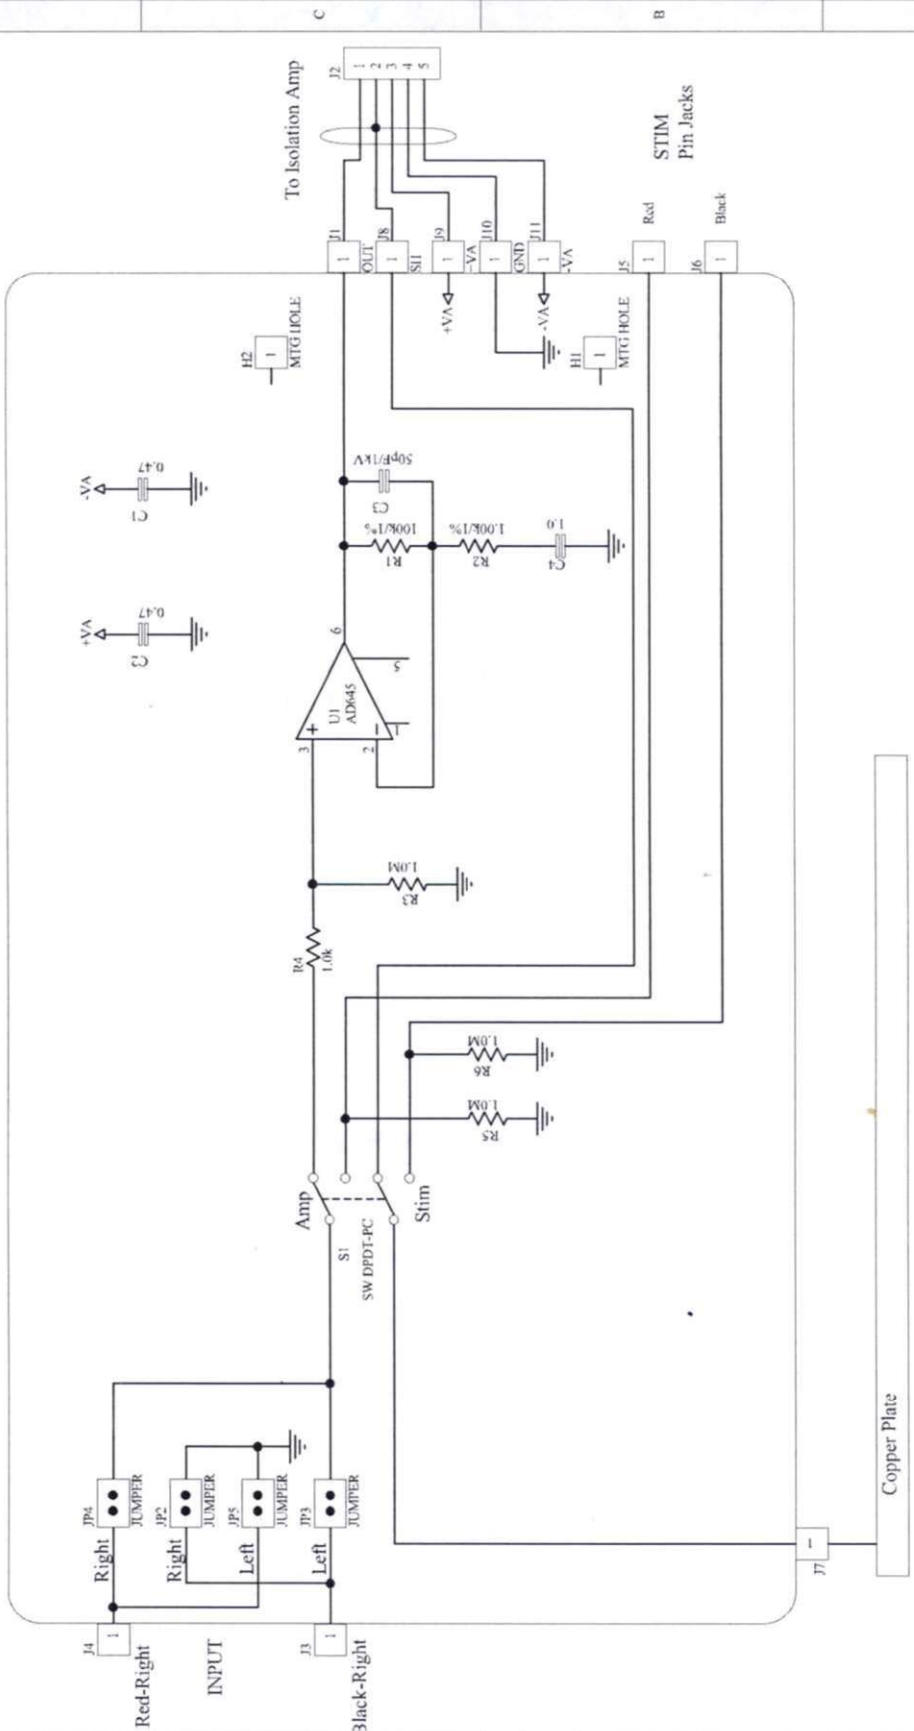 C
B
To Isolation Amp
J2
1
2
3
4
5
STIM
Pin Jacks
J1
1
OUT
J8
1
SH
J9
1
+VA
+VA
J10
1
GND
J11
1
-VA
-VA
J5
1
Red
J6
1
Black
H2
1
MTG HOLE
H1
1
MTG HOLE
-VA
C1
0.47
+VA
C2
0.47
C3
50pF/1kV
R1
100k/1%
R2
1.00k/1%
C4
1.0
U1
AD645
+
-
3
2
6
5
1
R3
1.0M
R4
1.0k
R6
1.0M
R5
1.0M
Amp
Stim
S1
SW DPDT-PC
JP4
JUMPER
Right
JP2
JUMPER
Right
JP5
JUMPER
Left
JP3
JUMPER
Left
J4
1
Red-Right
INPUT
J3
1
Black-Right
J7
1
Copper Plate